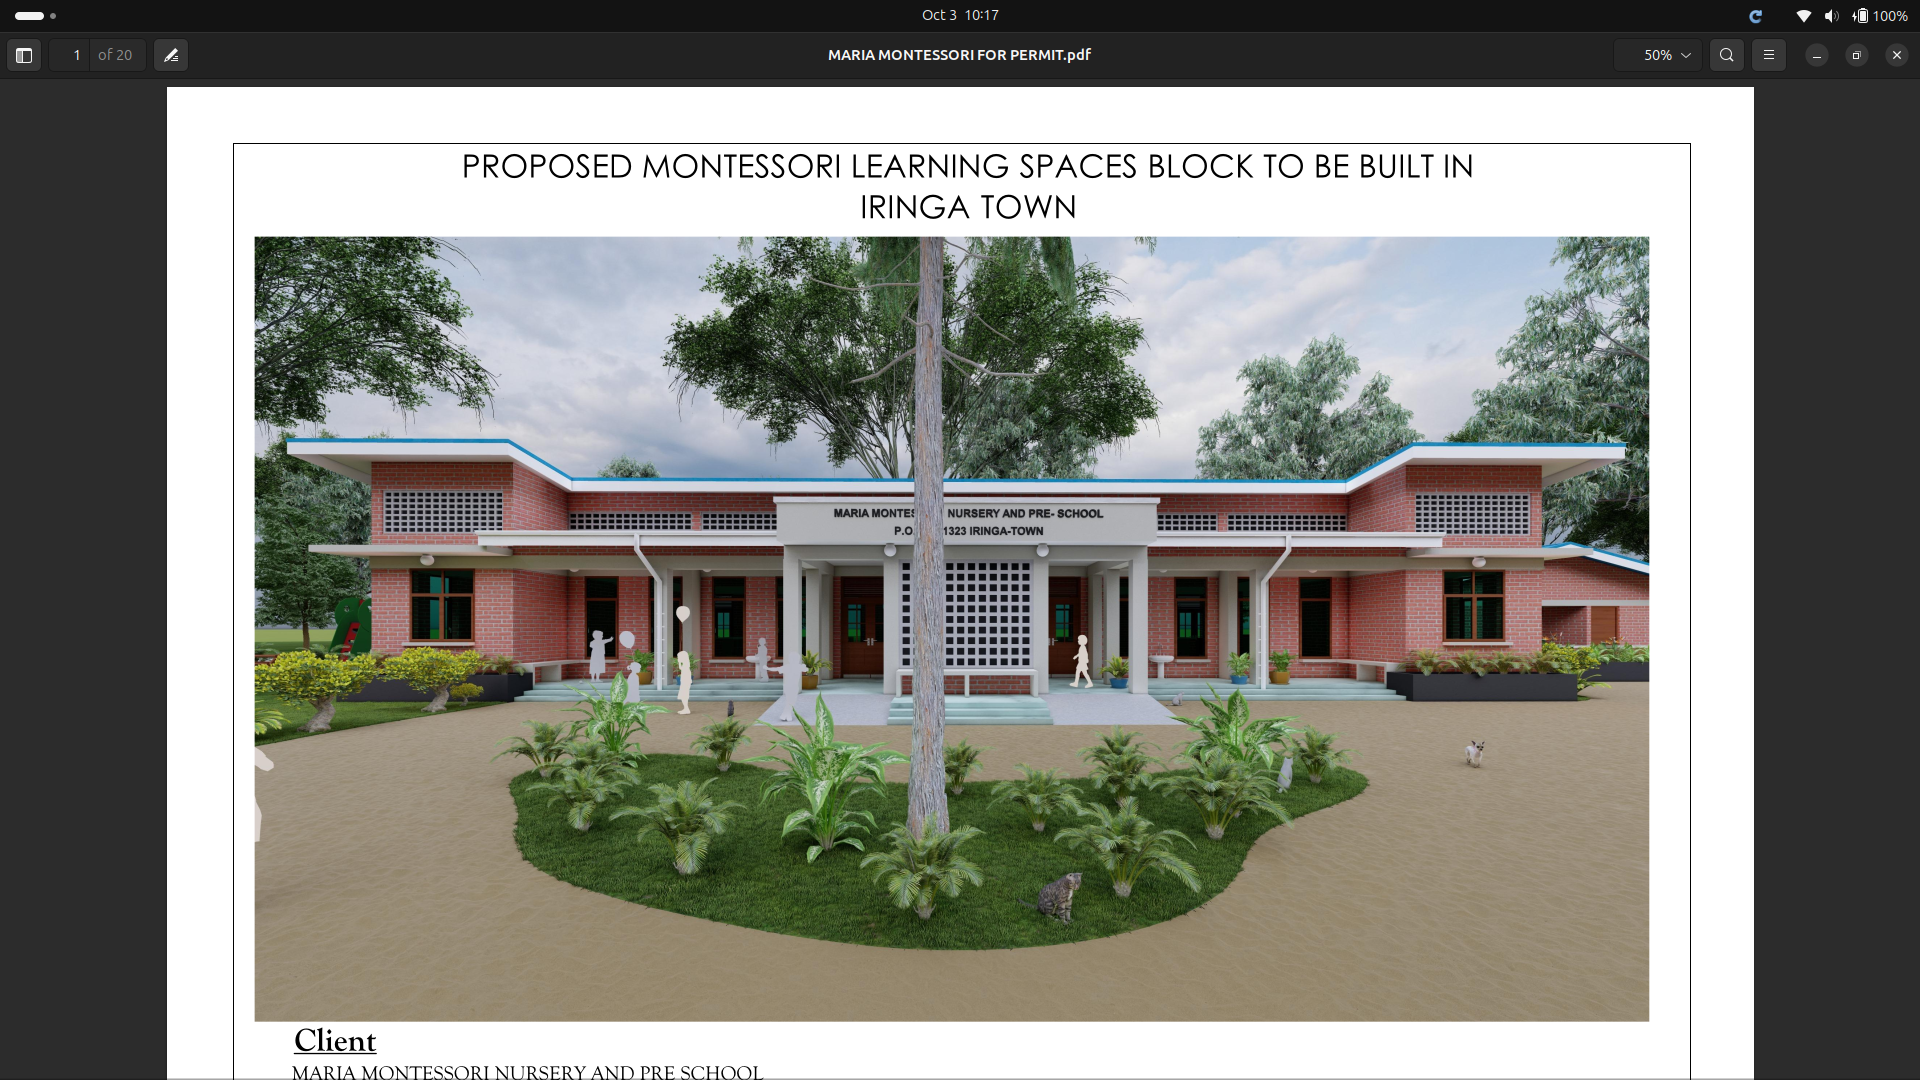 Oct 3 10:17
100%
1 of 20
MARIA MONTESSORI FOR PERMIT.pdf
50%
PROPOSED MONTESSORI LEARNING SPACES BLOCK TO BE BUILT IN
IRINGA TOWN
MARIA MONTES NURSERY AND PRE- SCHOOL
P.O. 1323 IRINGA-TOWN
Client
MARIA MONTESSORI NURSERY AND PRE SCHOOL